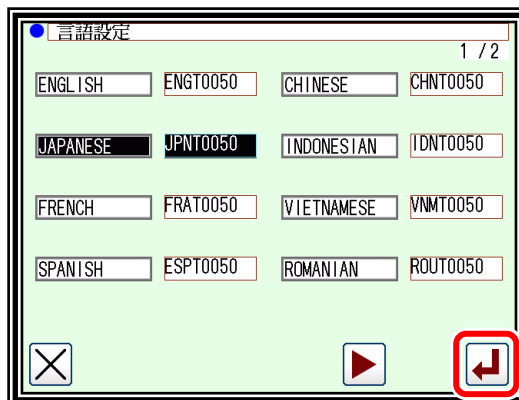 言語設定
1 /2
ENGLISH ENGT0050 CHINESE CHNT0050
JAPANESE JPNT0050 INDONESIAN IDNT0050
FRENCH FRAT0050 VIETNAMESE VNMT0050
SPANISH ESPT0050 ROMANIAN ROUT0050